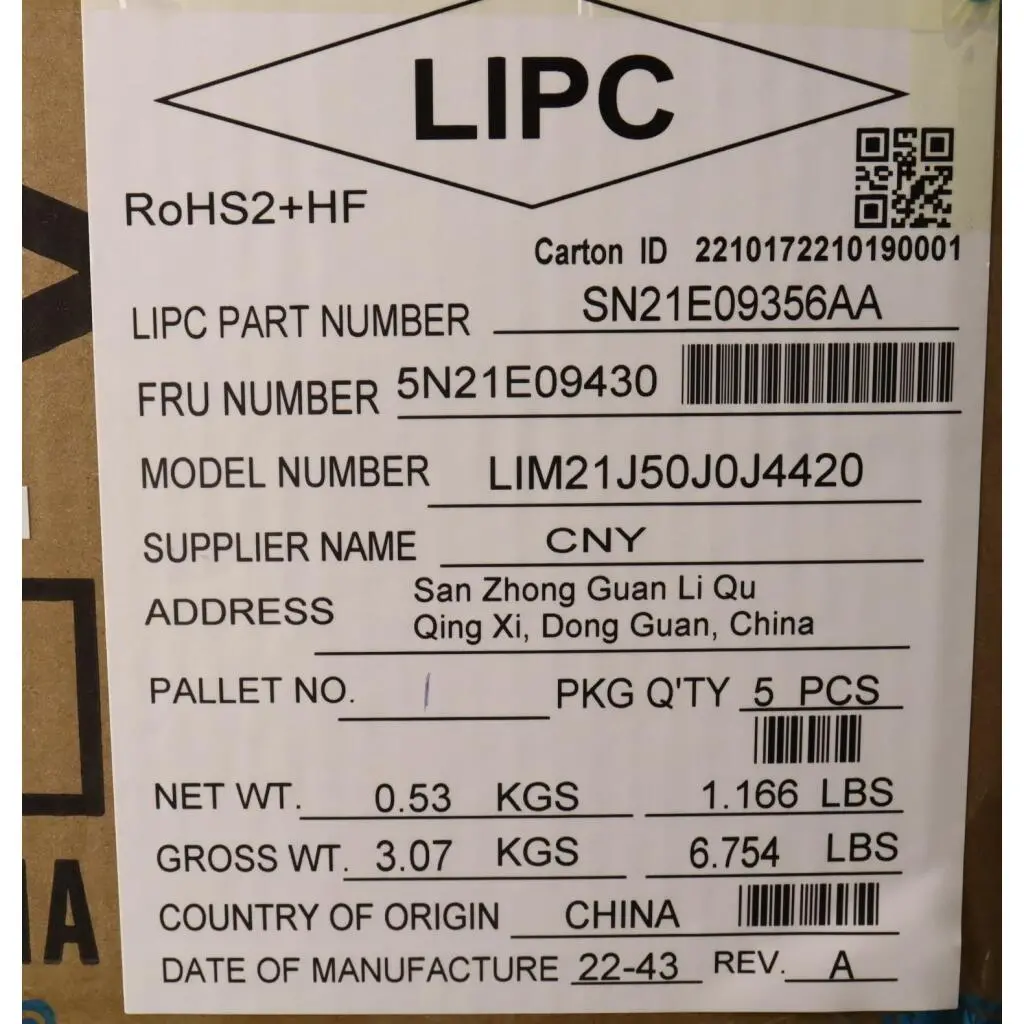 LIPC
RoHS2+HF
Carton ID 2210172210190001
LIPC PART NUMBER SN21E09356AA
FRU NUMBER 5N21E09430
MODEL NUMBER LIM21J50J0J4420
SUPPLIER NAME CNY
ADDRESS San Zhong Guan Li Qu
Qing Xi, Dong Guan, China
PALLET NO. 1 PKG Q'TY 5 PCS
NET WT. 0.53 KGS 1.166 LBS
GROSS WT. 3.07 KGS 6.754 LBS
COUNTRY OF ORIGIN CHINA
DATE OF MANUFACTURE 22-43 REV. A